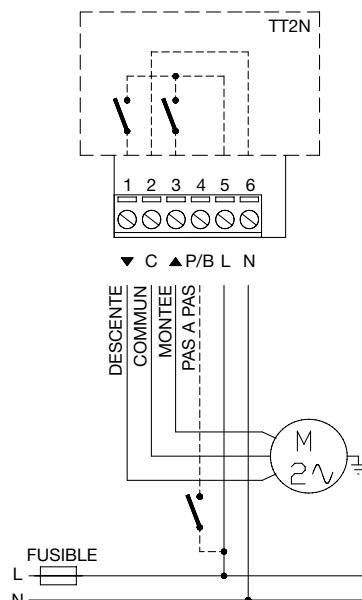 TT2N
1 2 3 4 5 6
▼ C ▲ P/B L N
DESCENTE
COMMUN
MONTEE
PAS A PAS
M
2∿
FUSIBLE
L
N